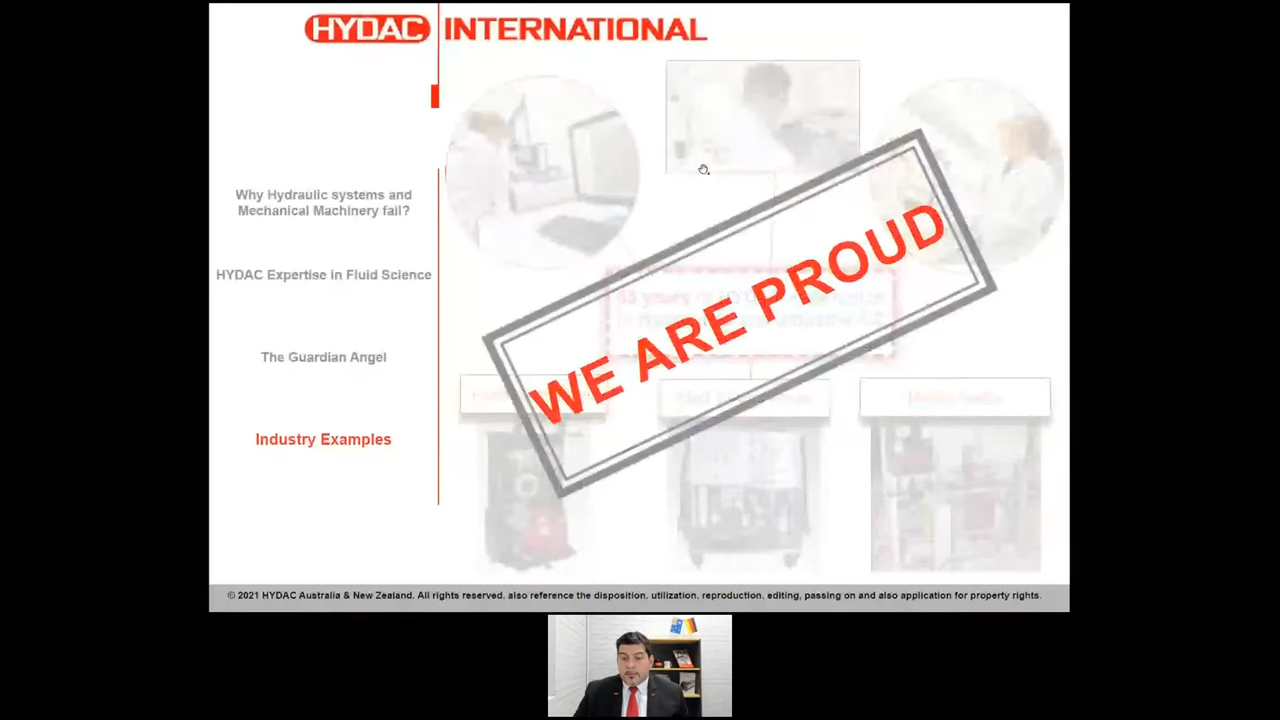 HYDAC INTERNATIONAL
Why Hydraulic systems and
Mechanical Machinery fail?
HYDAC Expertise in Fluid Science
The Guardian Angel
Industry Examples
WE ARE PROUD
years
© 2021 HYDAC Australia & New Zealand. All rights reserved. also reference the disposition, utilization, reproduction, editing, passing on and also application for property rights.